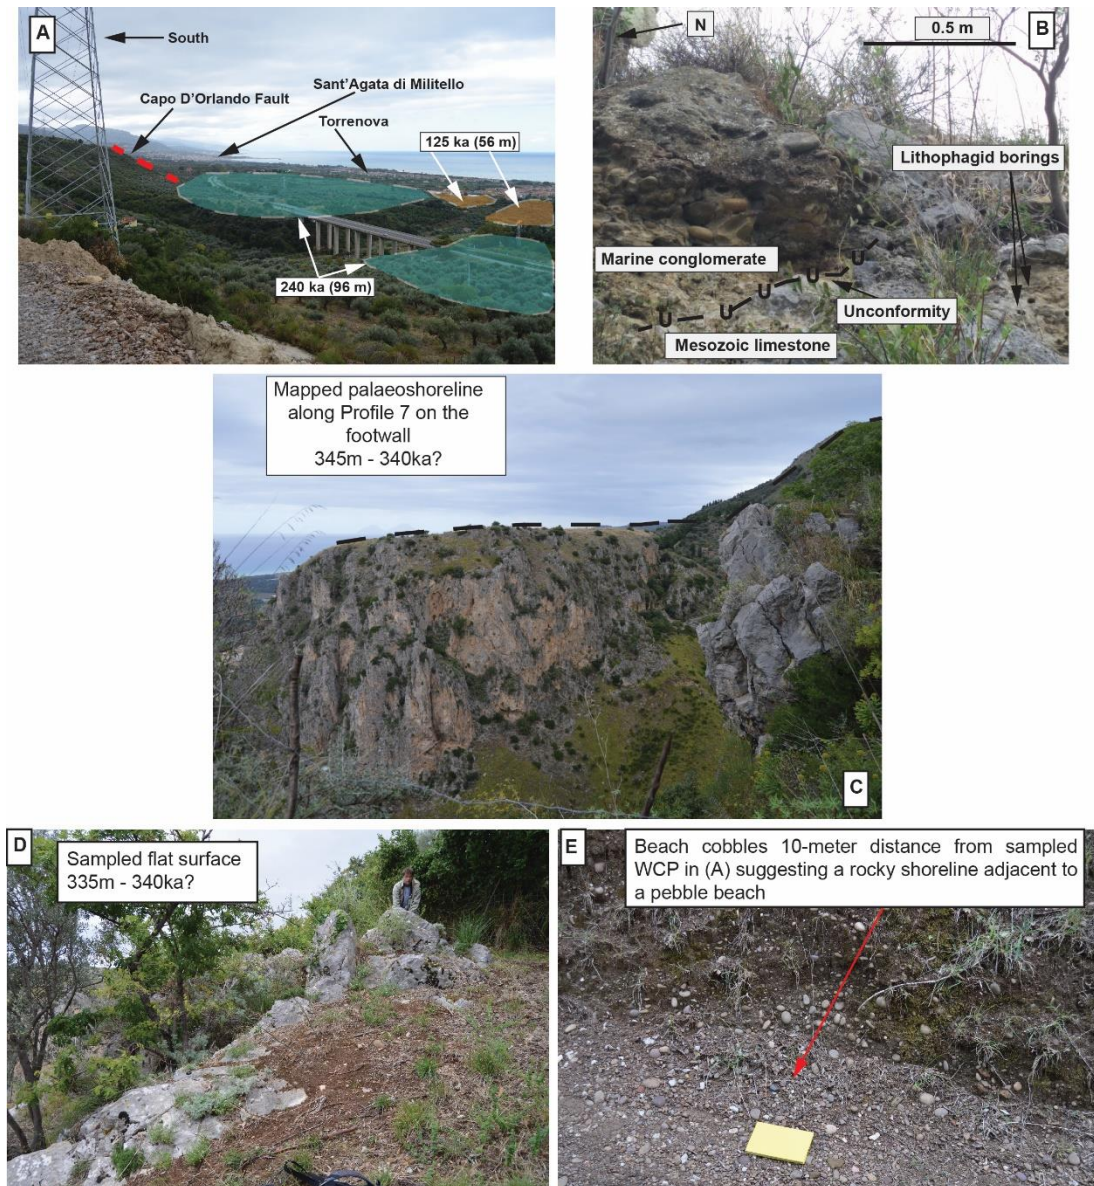 A
South
Sant'Agata di Militello
Capo D'Orlando Fault
Torrenova
125 ka (56 m)
240 ka (96 m)
B
N
0.5 m
Lithophagid borings
Marine conglomerate
U
U
U
U
Unconformity
Mesozoic limestone
Mapped palaeoshoreline
along Profile 7 on the
footwall
345m - 340ka?
C
D
Sampled flat surface
335m - 340ka?
E
Beach cobbles 10-meter distance from sampled
WCP in (A) suggesting a rocky shoreline adjacent to
a pebble beach